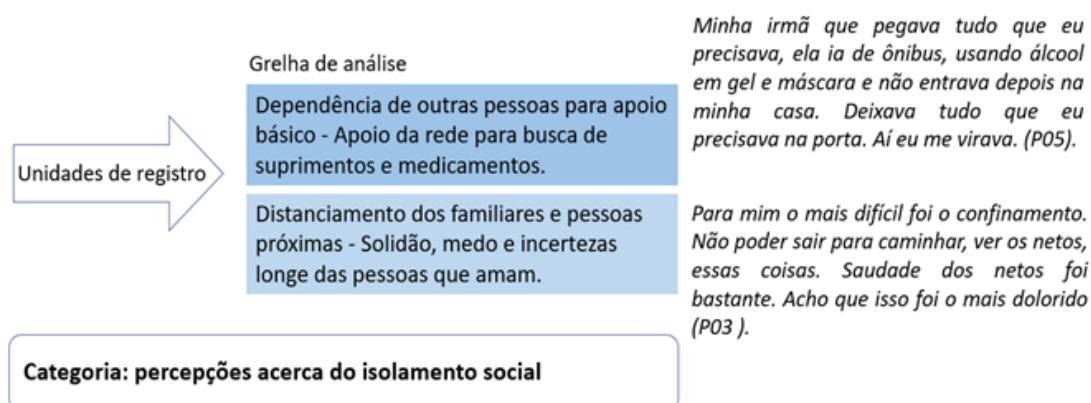 Unidades de registro
Grelha de análise
Dependência de outras pessoas para apoio
básico - Apoio da rede para busca de
suprimentos e medicamentos.
Distanciamento dos familiares e pessoas
próximas - Solidão, medo e incertezas
longe das pessoas que amam.
Minha irmã que pegava tudo que eu
precisava, ela ia de ônibus, usando álcool
em gel e máscara e não entrava depois na
minha casa. Deixava tudo que eu
precisava na porta. Aí eu me virava. (P05).
Para mim o mais difícil foi o confinamento.
Não poder sair para caminhar, ver os netos,
essas coisas. Saudade dos netos foi
bastante. Acho que isso foi o mais dolorido
(P03 ).
Categoria: percepções acerca do isolamento social